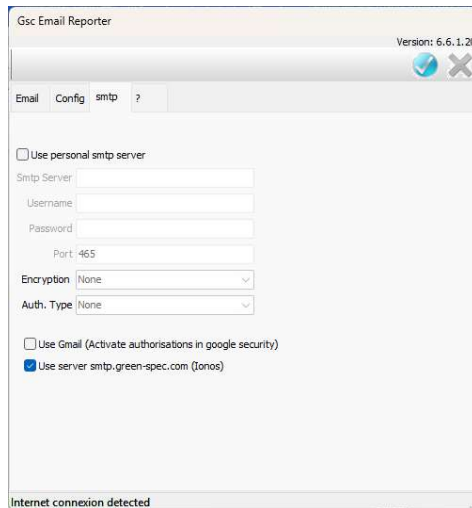 Gsc Email Reporter
Version: 6.6.1.20
Email Config smtp ?
Use personal smtp server
Smtp Server
Username
Password
Port 465
Encryption None
Auth. Type None
Use Gmail (Activate authorisations in google security)
Use server smtp.green-spec.com (Ionos)
Internet connexion detected